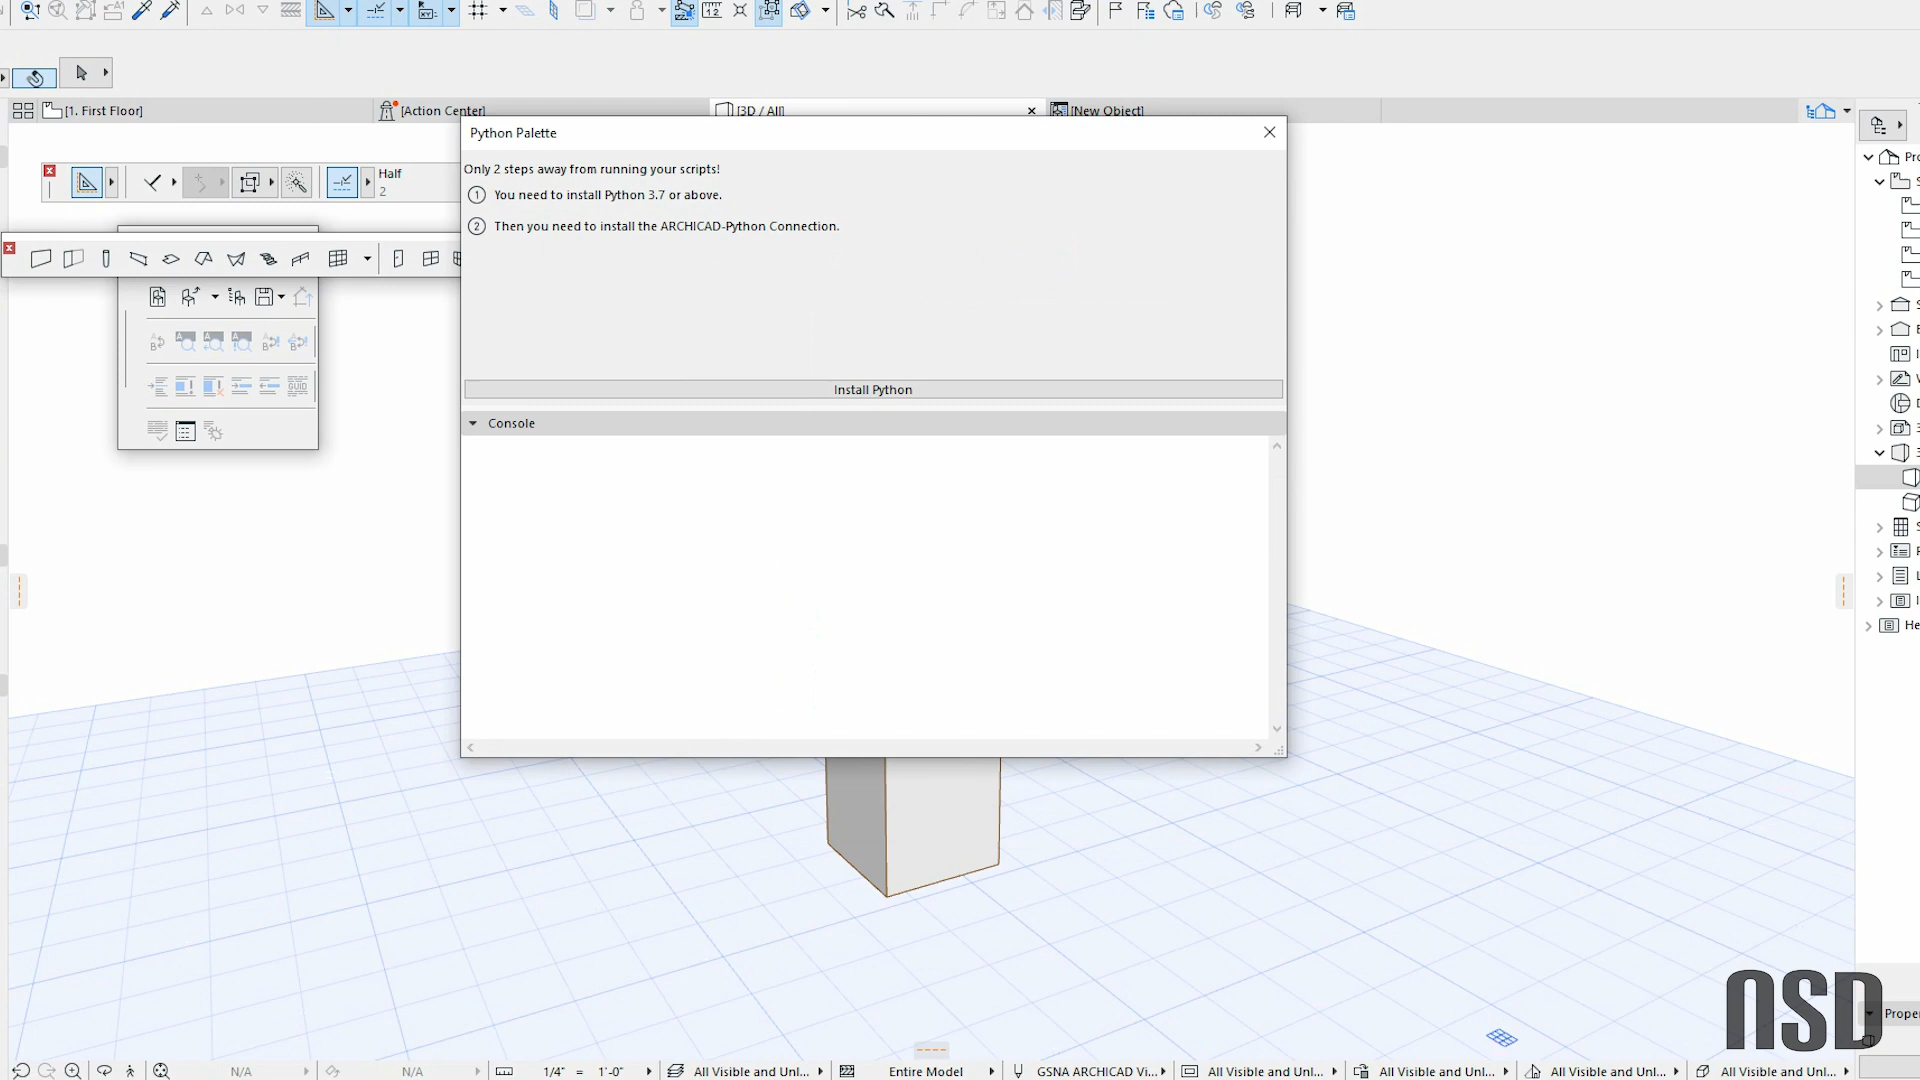 [1. First Floor]
[Action Center]
[3D / All]
[New Object]
Python Palette
Only 2 steps away from running your scripts!
1 You need to install Python 3.7 or above.
2 Then you need to install the ARCHICAD-Python Connection.
Install Python
Console
Half
2
GUID
NSD
N/A
N/A
1/4" = 1'-0"
All Visible and Unl...
Entire Model
GSNA ARCHICAD Vi...
All Visible and Unl...
All Visible and Unl...
All Visible and Unl...
All Visible and Unl...